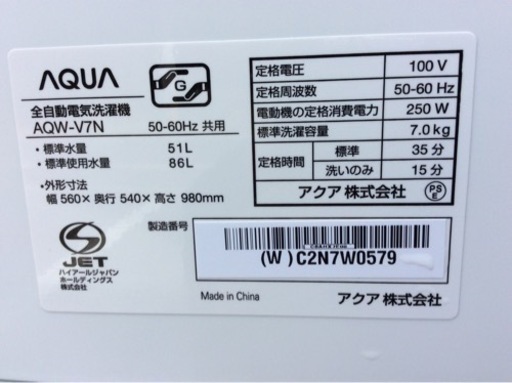 AQUA
G
全自動電気洗濯機
AQW-V7N 50-60Hz 共用
・標準水量 51L
・標準使用水量 86L
・外形寸法
幅 560×奥行 540×高さ 980mm
定格電圧 100 V
定格周波数 50-60 Hz
電動機の定格消費電力 250 W
標準洗濯容量 7.0kg
定格時間 標準 35 分
洗いのみ 15 分
アクア株式会社 PS E
S
JET
ハイアールジャパン
ホールディングス
株式会社
製造番号
(W) C2N7W0579
Made in China
アクア株式会社